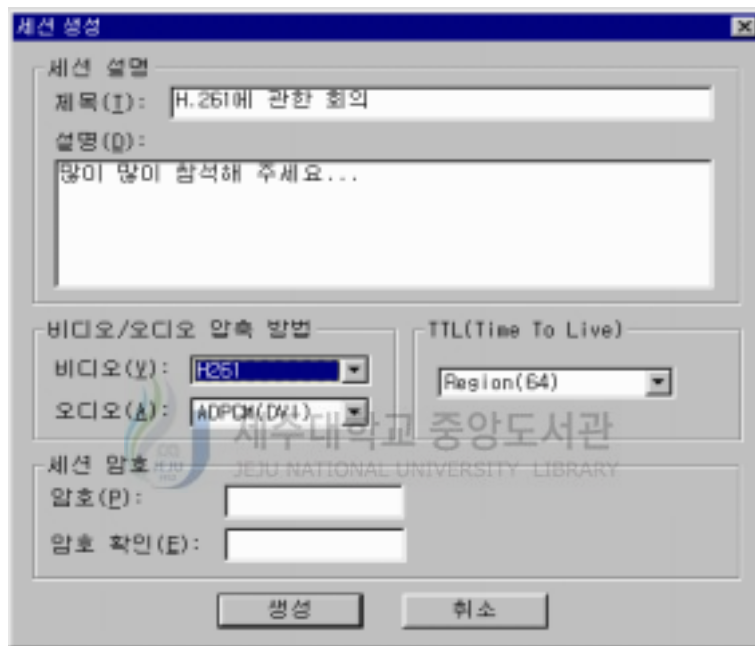 세션 생성
세션 설명
제목(T): H.261에 관한 회의
설명(D):
많이 많이 참석해 주세요...
비디오/오디오 압축 방법
비디오(V): H261
오디오(A): ADPCM(DVI)
TTL(Time To Live)
Region(64)
제주대학교 중앙도서관
JEJU NATIONAL UNIVERSITY LIBRARY
JEJU
1952
세션 암호
암호(P):
암호 확인(E):
생성
취소